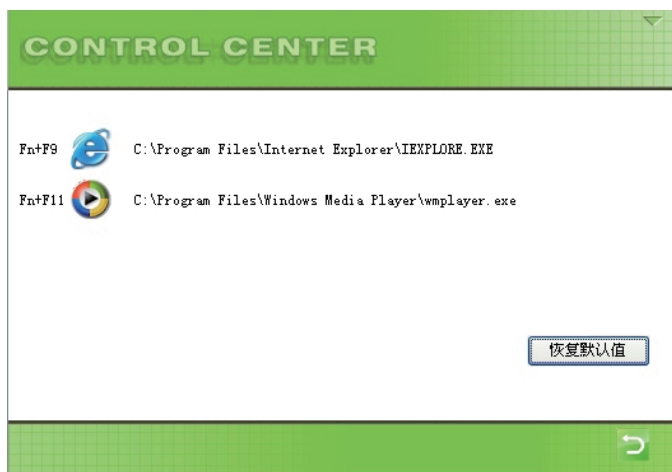 CONTROL CENTER
Fn+F9 C:\Program Files\Internet Explorer\IEXPLORE.EXE
Fn+F11 C:\Program Files\Windows Media Player\wmplayer.exe
恢复默认值